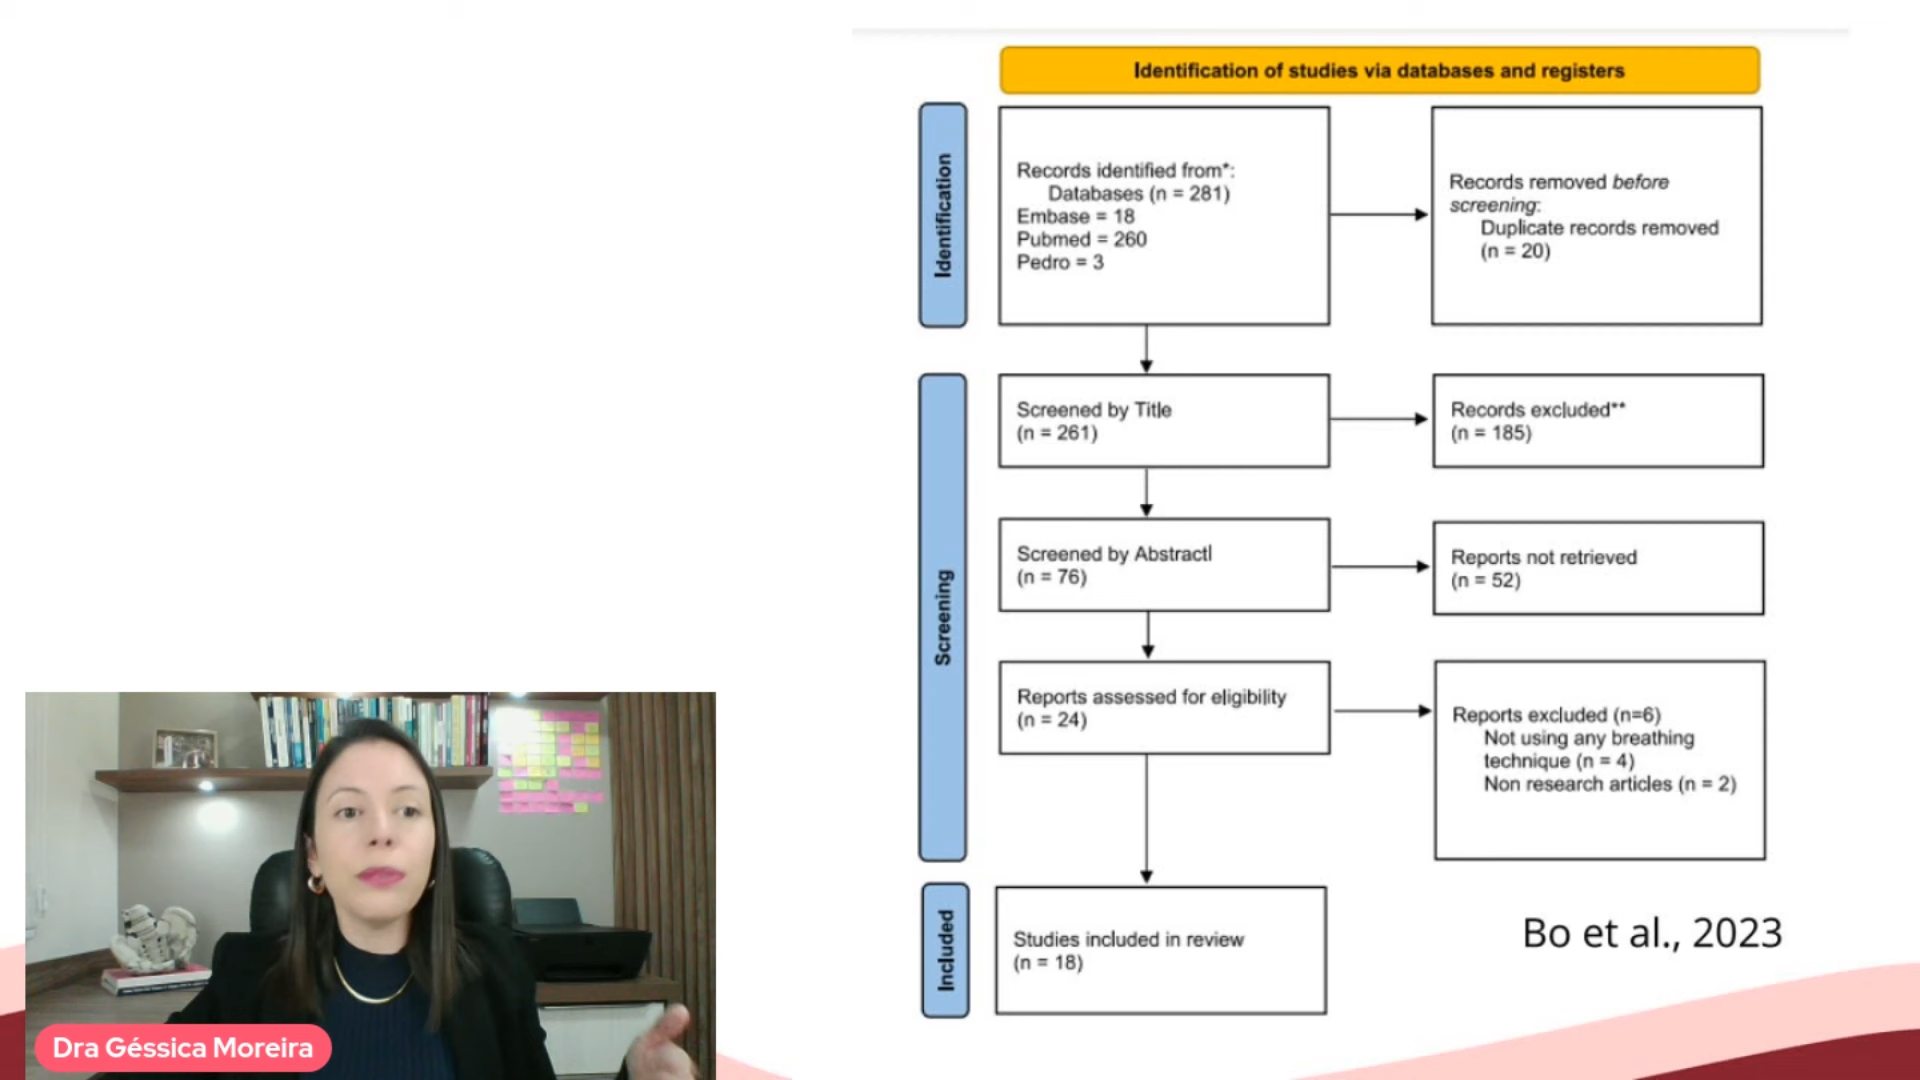 Identification of studies via databases and registers
Identification
Records identified from*:
Databases (n = 281)
Embase = 18
Pubmed = 260
Pedro = 3
Records removed before
screening:
Duplicate records removed
(n = 20)
Screening
Screened by Title
(n = 261)
Records excluded**
(n = 185)
Screened by Abstractl
(n = 76)
Reports not retrieved
(n = 52)
Reports assessed for eligibility
(n = 24)
Reports excluded (n=6)
Not using any breathing
technique (n = 4)
Non research articles (n = 2)
Included
Studies included in review
(n = 18)
Bo et al., 2023
Dra Géssica Moreira